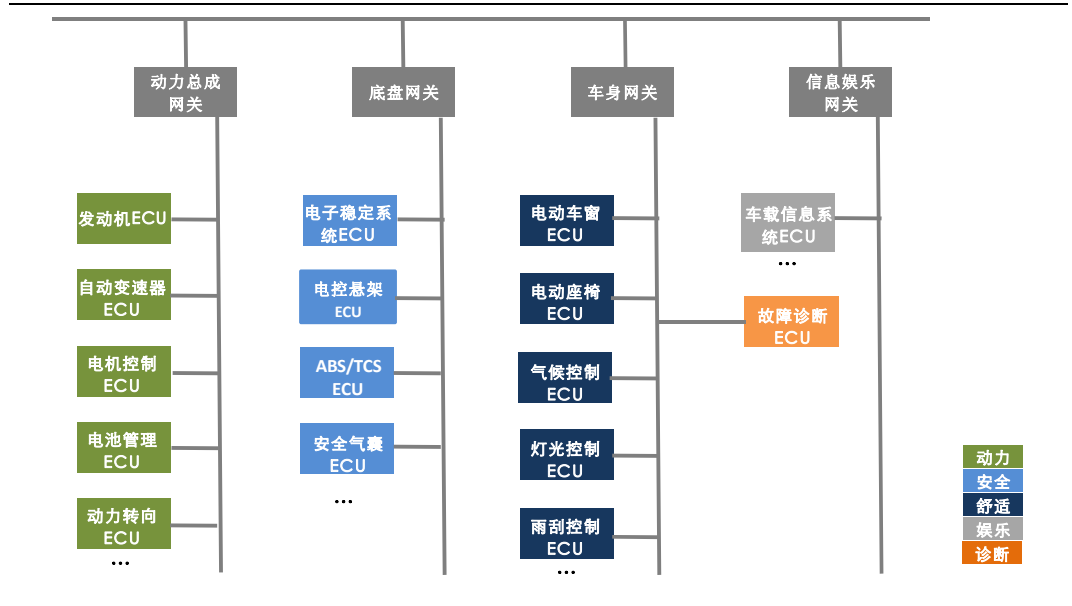 动力总成
网关
底盘网关
车身网关
信息娱乐
网关
发动机ECU
自动变速器
ECU
电机控制
ECU
电池管理
ECU
动力转向
ECU
...
电子稳定系
统ECU
电控悬架
ECU
ABS/TCS
ECU
安全气囊
ECU
...
电动车窗
ECU
电动座椅
ECU
气候控制
ECU
灯光控制
ECU
雨刮控制
ECU
...
车载信息系
统ECU
...
故障诊断
ECU
动力
安全
舒适
娱乐
诊断